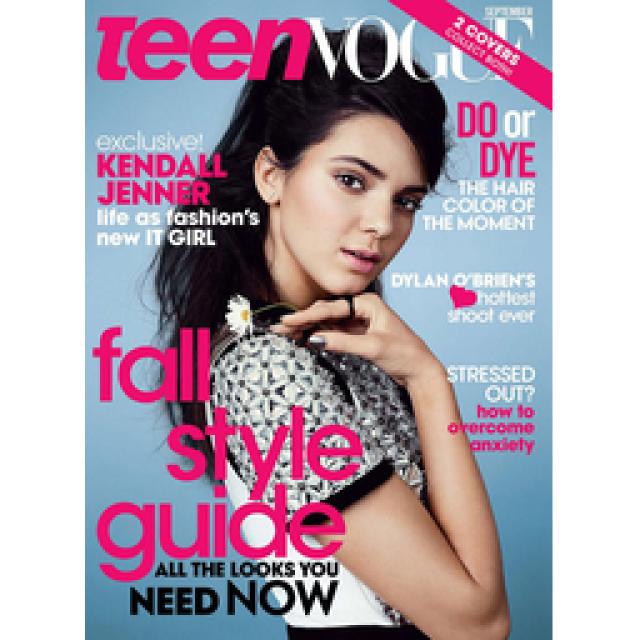 SEPTEMBER
teen VOGUE
2 COVERS
COLLECT BOTH!
exclusive!
KENDALL
JENNER
life as fashion's
new IT GIRL
DO or
DYE
THE HAIR
COLOR OF
THE MOMENT
DYLAN O'BRIEN'S
hottest
shoot ever
STRESSED
OUT?
how to
overcome
anxiety
fall
style
guide
ALL THE LOOKS YOU
NEED NOW